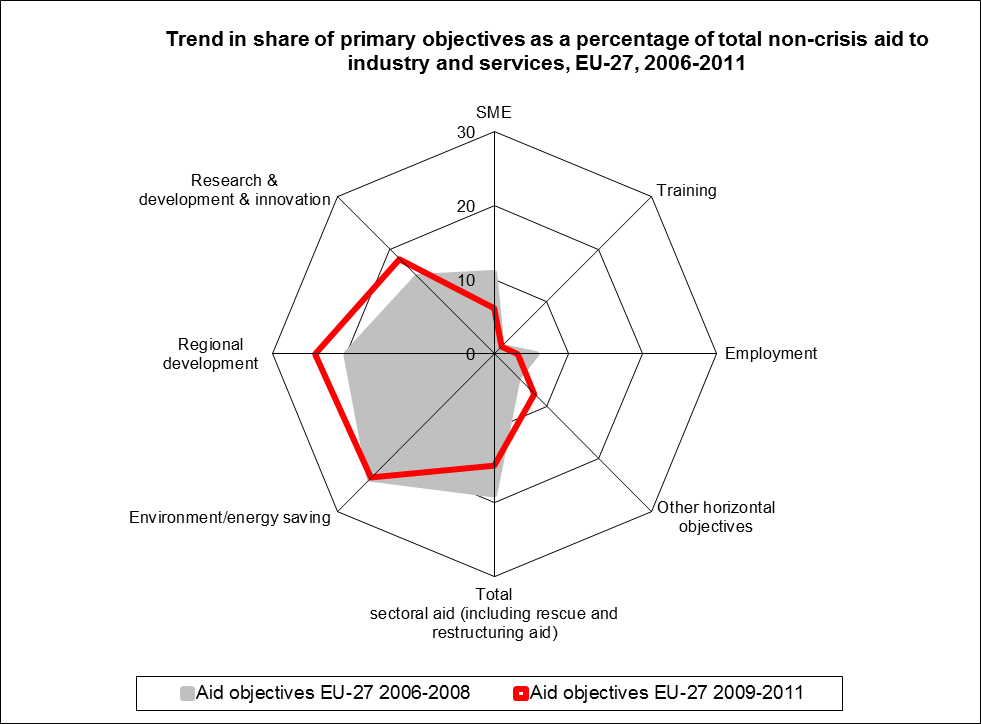 Trend in share of primary objectives as a percentage of total non-crisis aid to
industry and services, EU-27, 2006-2011
SME
30
Research &
development & innovation
Training
20
10
Regional
development
0
Employment
Environment/energy saving
Other horizontal
objectives
Total
sectoral aid (including rescue and
restructuring aid)
Aid objectives EU-27 2006-2008
Aid objectives EU-27 2009-2011